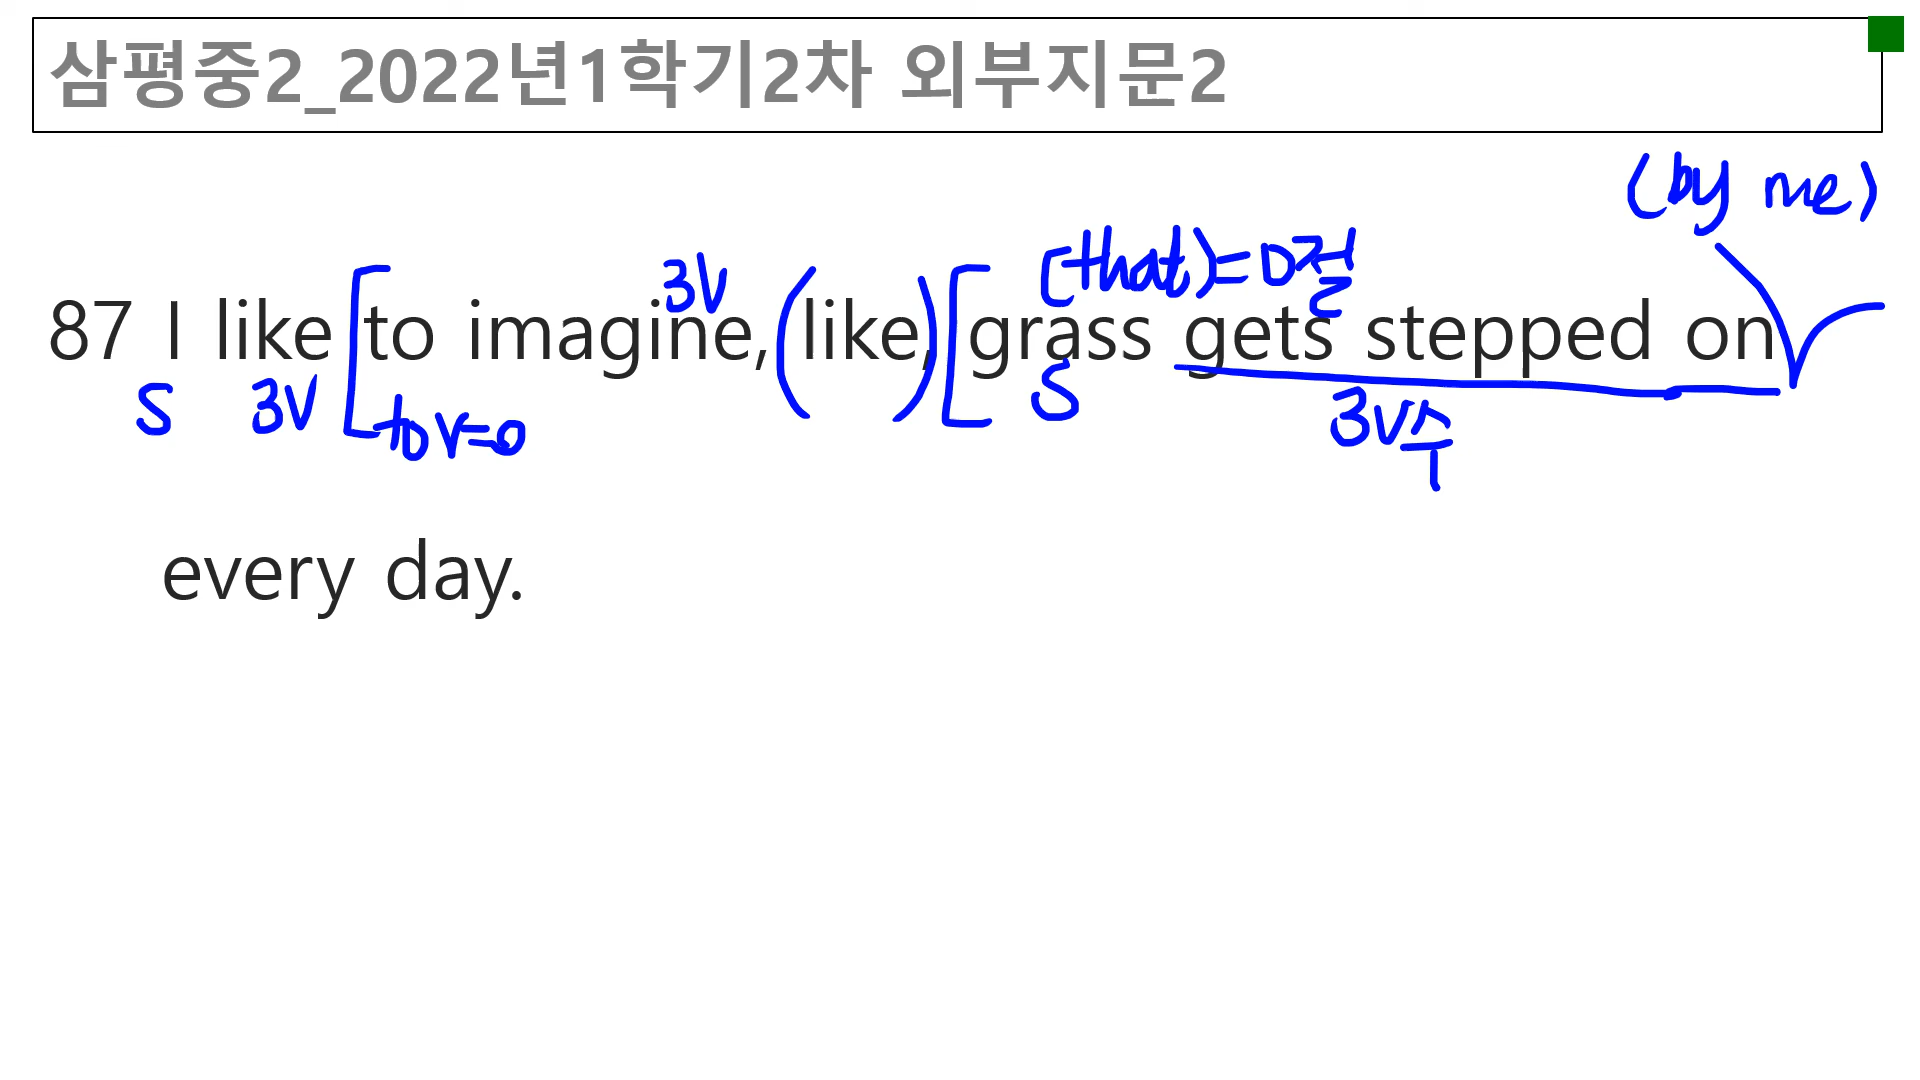 삼평중2_2022년1학기2차 외부지문2
(by me)
3V (that)=O절
87 I like to imagine, (like, grass gets stepped on
S 3V to V=O S 3V수
every day.